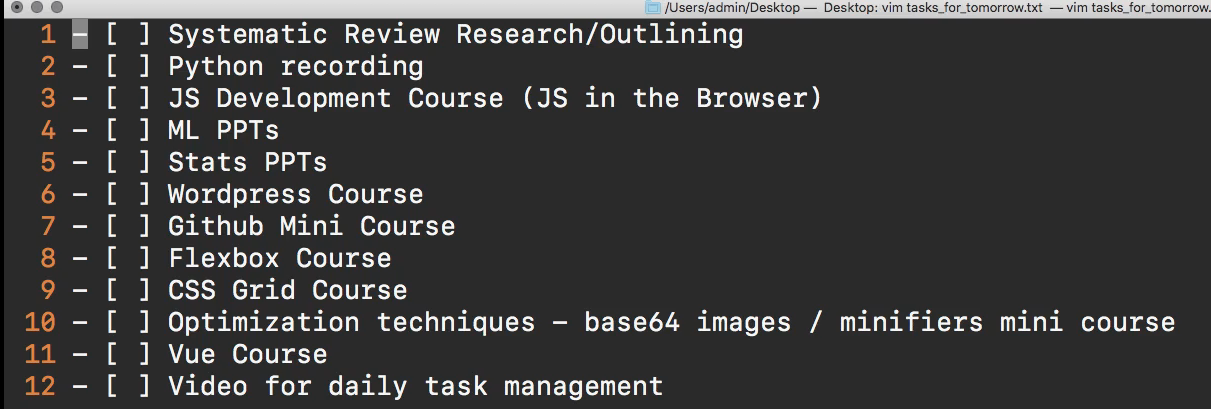 /Users/admin/Desktop — Desktop: vim tasks_for_tomorrow.txt — vim tasks_for_tomorrow.
1 - [ ] Systematic Review Research/Outlining
2 - [ ] Python recording
3 - [ ] JS Development Course (JS in the Browser)
4 - [ ] ML PPTs
5 - [ ] Stats PPTs
6 - [ ] Wordpress Course
7 - [ ] Github Mini Course
8 - [ ] Flexbox Course
9 - [ ] CSS Grid Course
10 - [ ] Optimization techniques - base64 images / minifiers mini course
11 - [ ] Vue Course
12 - [ ] Video for daily task management